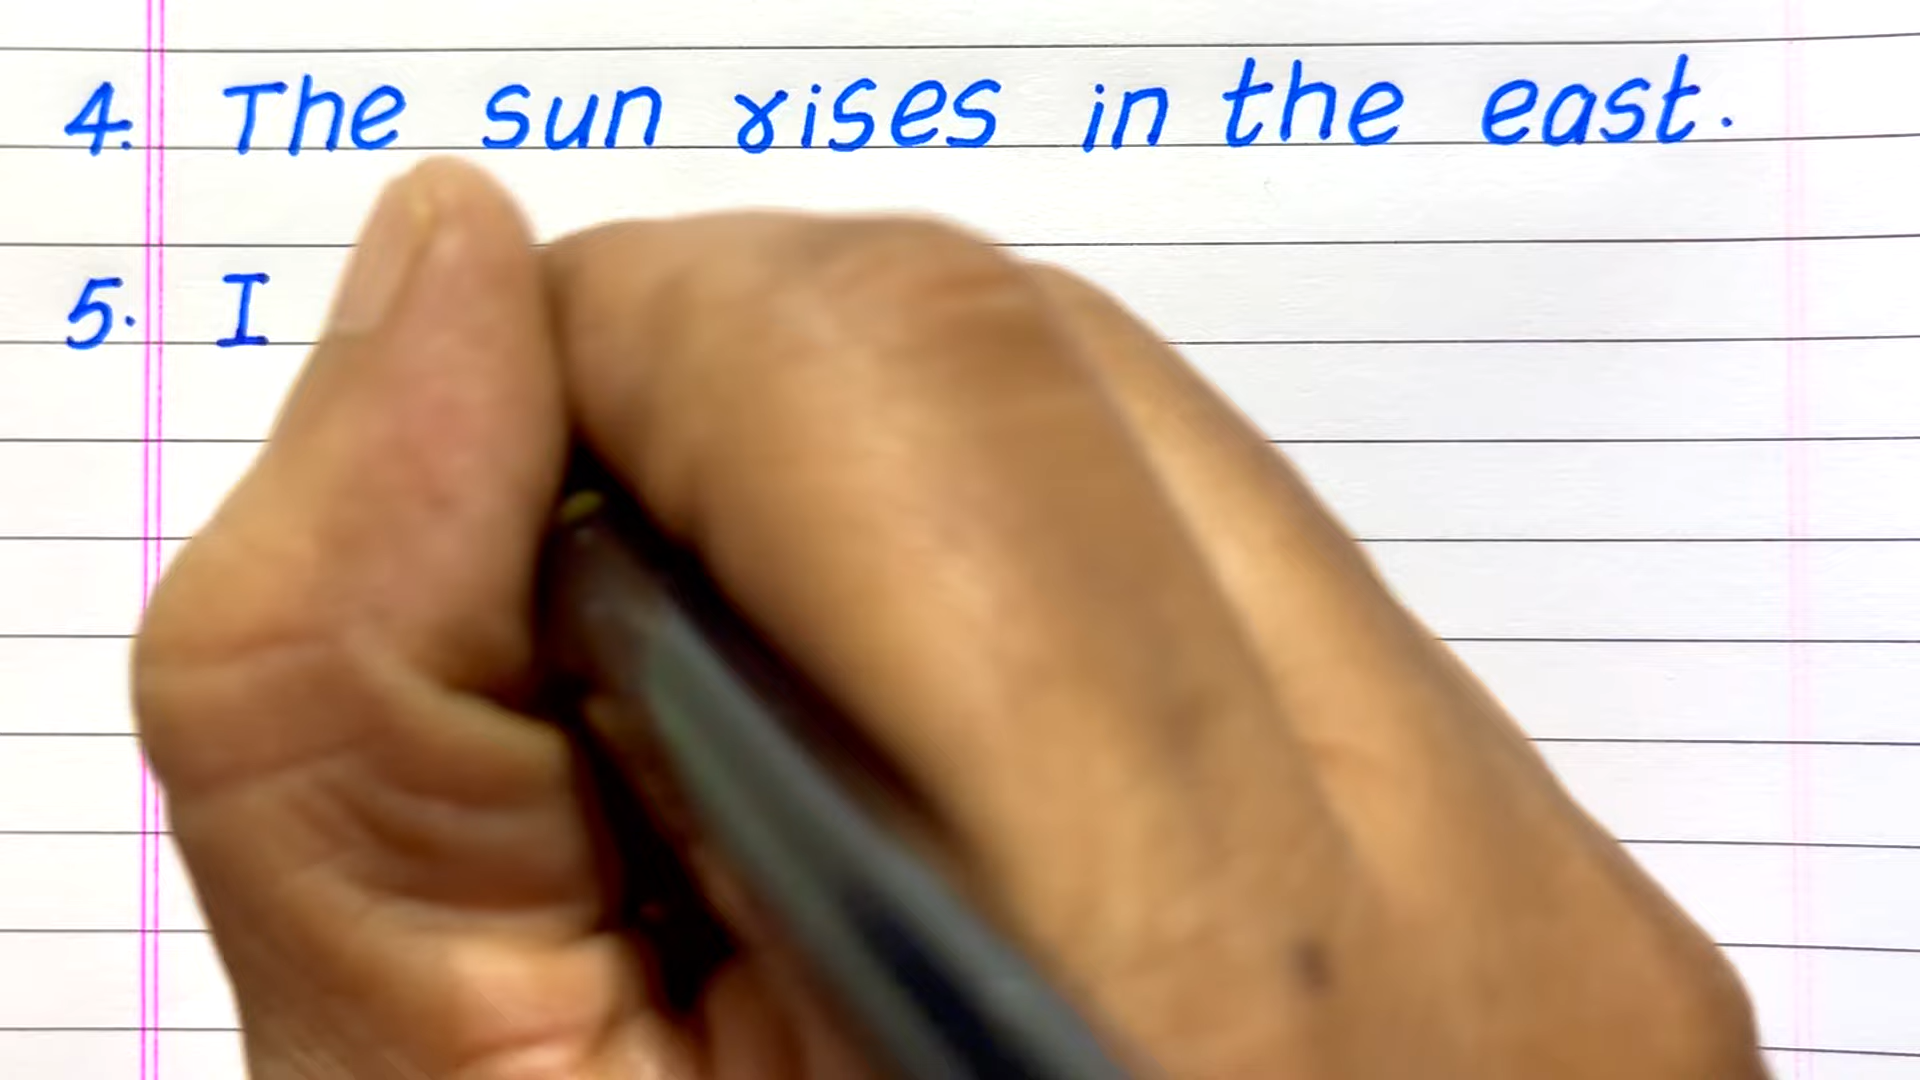 4. The sun rises in the east.
5. I